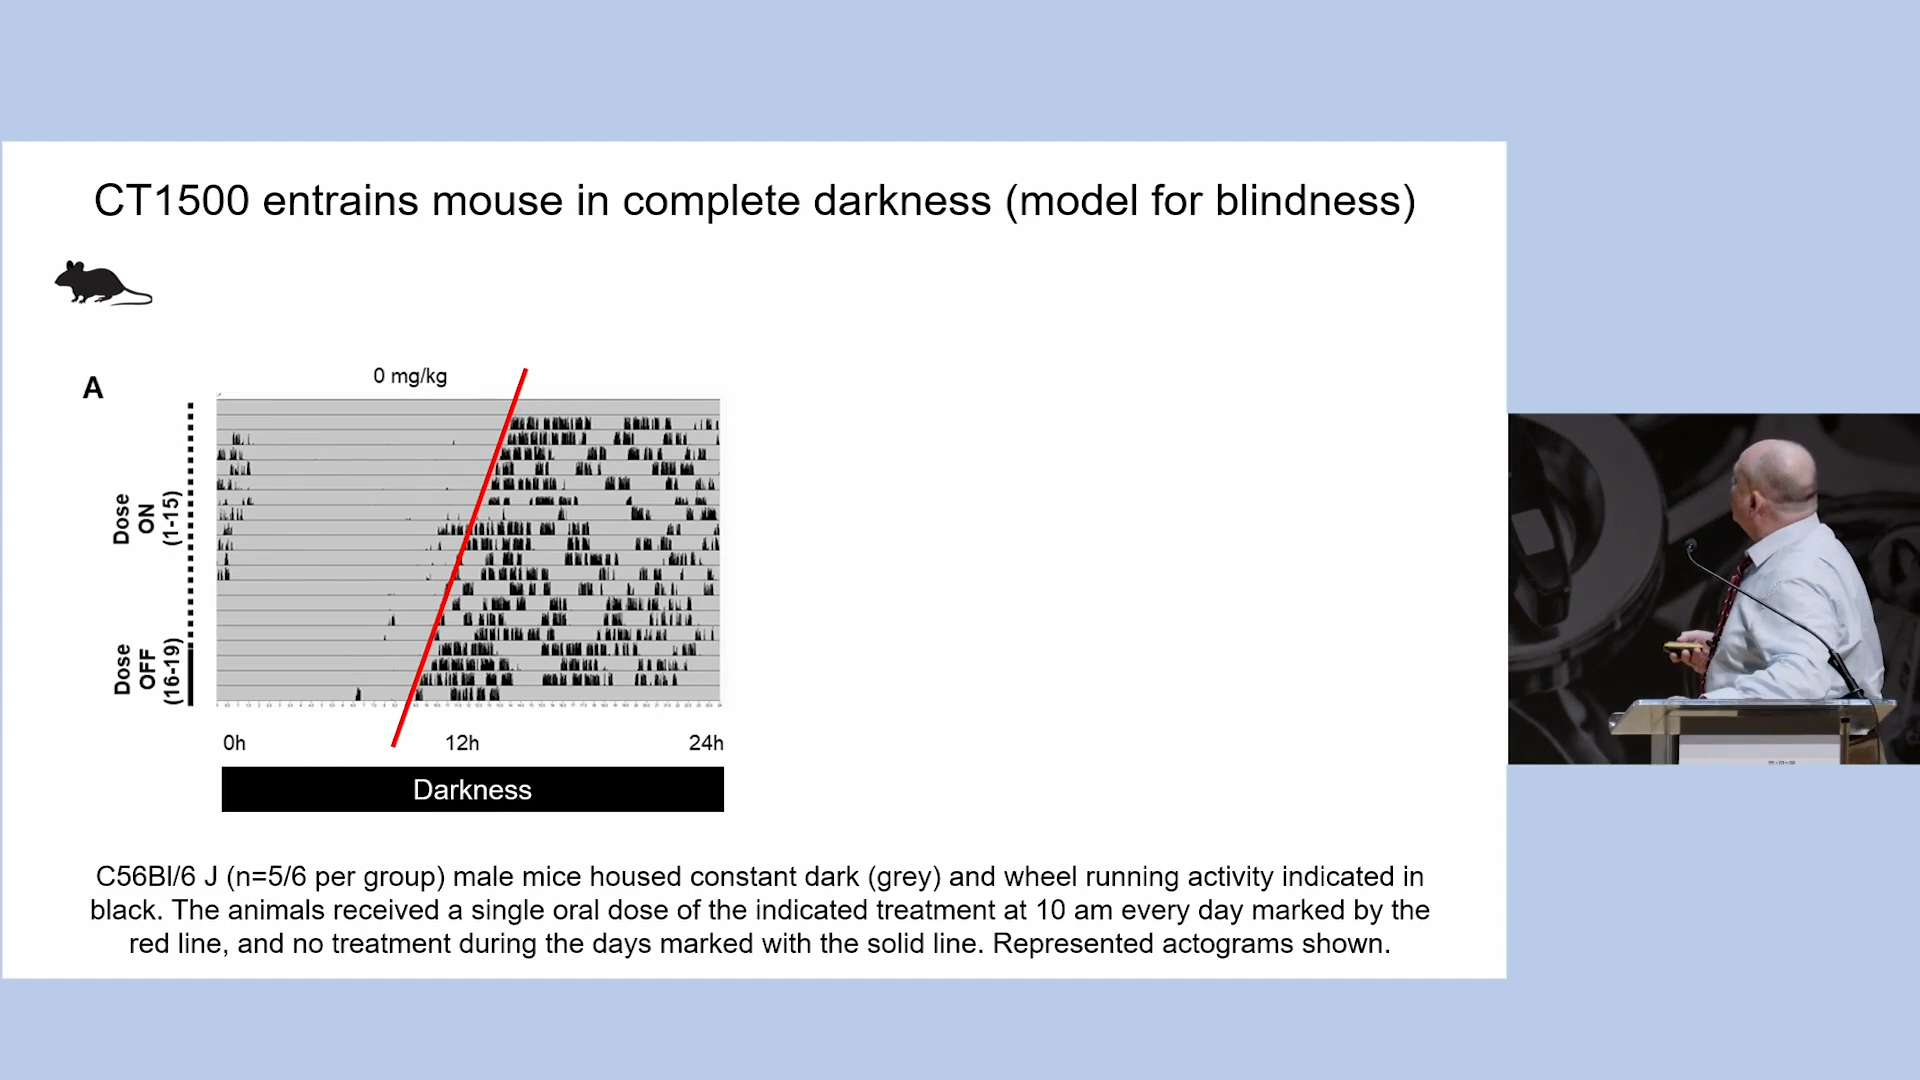 CT1500 entrains mouse in complete darkness (model for blindness)
A
0 mg/kg
Dose
ON
(1-15)
Dose
OFF
(16-19)
0h
12h
24h
Darkness
C56Bl/6 J (n=5/6 per group) male mice housed constant dark (grey) and wheel running activity indicated in
black. The animals received a single oral dose of the indicated treatment at 10 am every day marked by the
red line, and no treatment during the days marked with the solid line. Represented actograms shown.